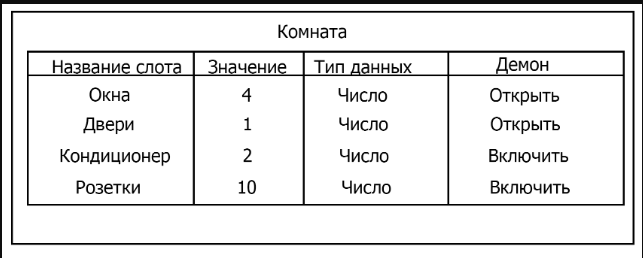 Комната
Название слота Значение Тип данных Демон
Окна 4 Число Открыть
Двери 1 Число Открыть
Кондиционер 2 Число Включить
Розетки 10 Число Включить